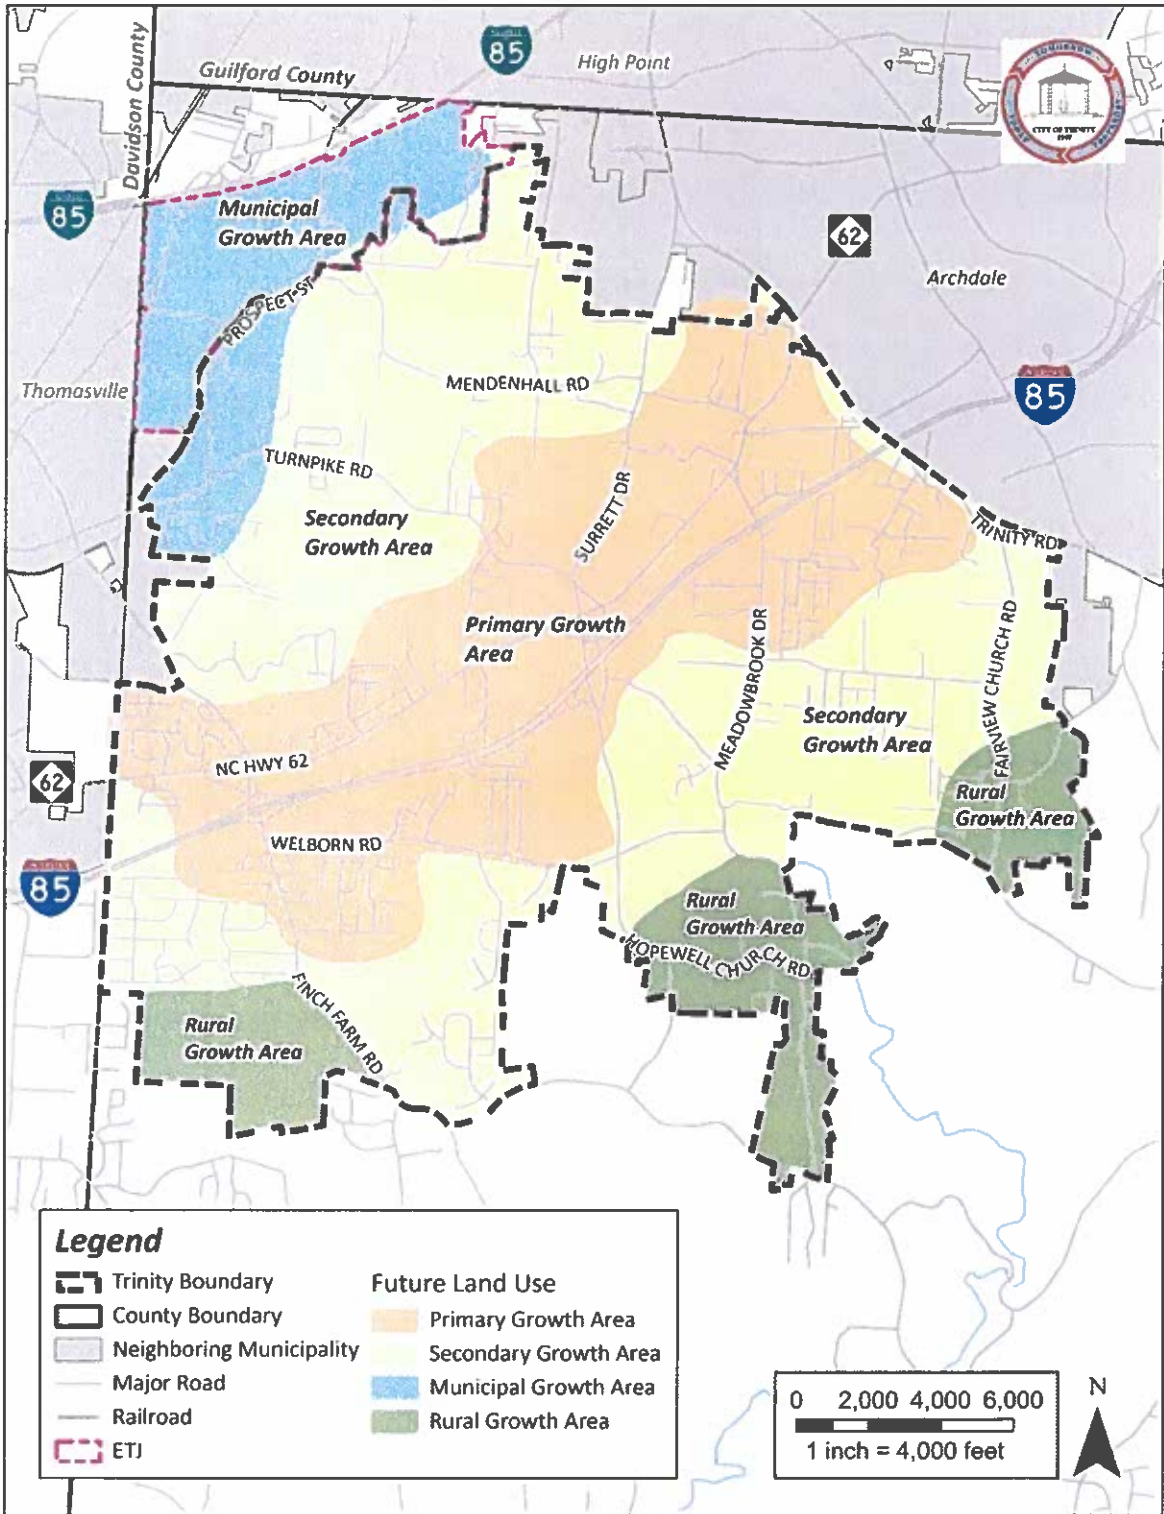 85
High Point
Guilford County
Davidson County
CITY OF TRINITY
85
Municipal
Growth Area
62
Archdale
PROSPECT ST
Thomasville
MENDENHALL RD
85
TURNPIKE RD
SURRETT DR
Secondary
Growth Area
TRINITY RD
Primary Growth
Area
MEADOWBROOK DR
FAIRVIEW CHURCH RD
Secondary
Growth Area
NC HWY 62
62
Rural
Growth Area
WELBORN RD
85
Rural
Growth Area
HOPEWELL CHURCH RD
FINCH FARM RD
Rural
Growth Area
Legend
Trinity Boundary
County Boundary
Neighboring Municipality
Major Road
Railroad
ETJ
Future Land Use
Primary Growth Area
Secondary Growth Area
Municipal Growth Area
Rural Growth Area
0 2,000 4,000 6,000
1 inch = 4,000 feet
N